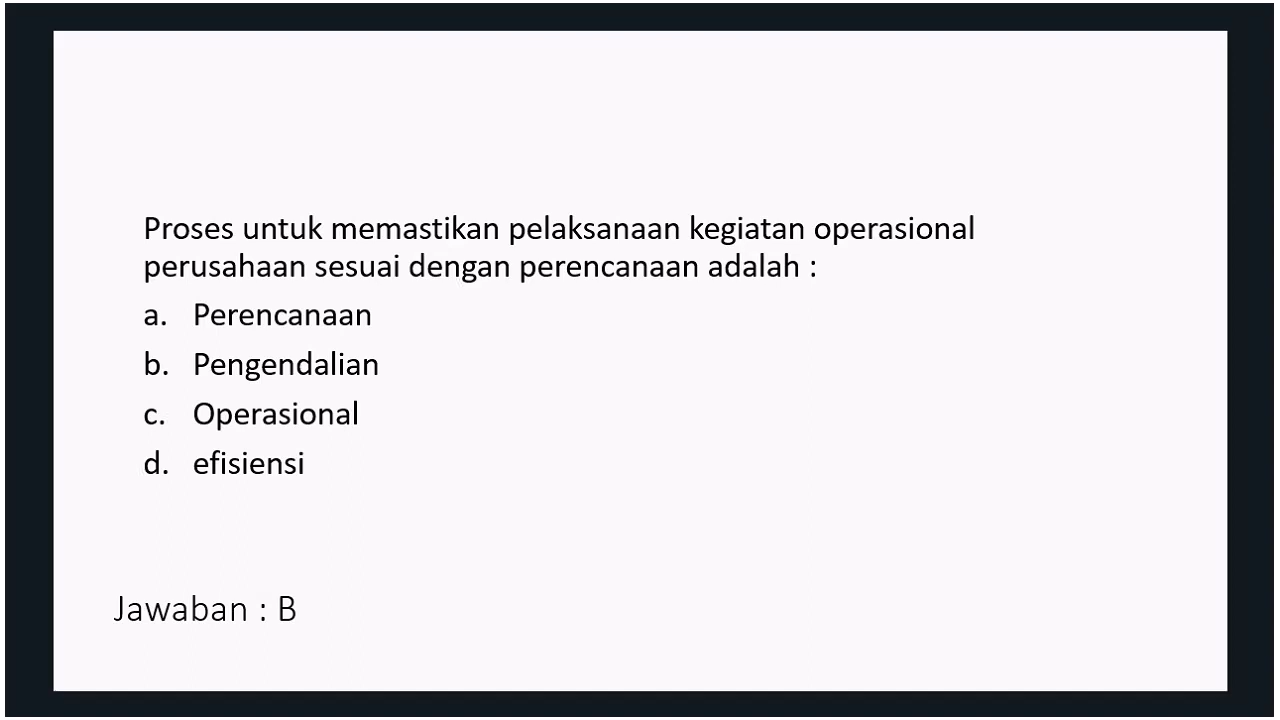 Proses untuk memastikan pelaksanaan kegiatan operasional
perusahaan sesuai dengan perencanaan adalah :
a. Perencanaan
b. Pengendalian
c. Operasional
d. efisiensi
Jawaban : B